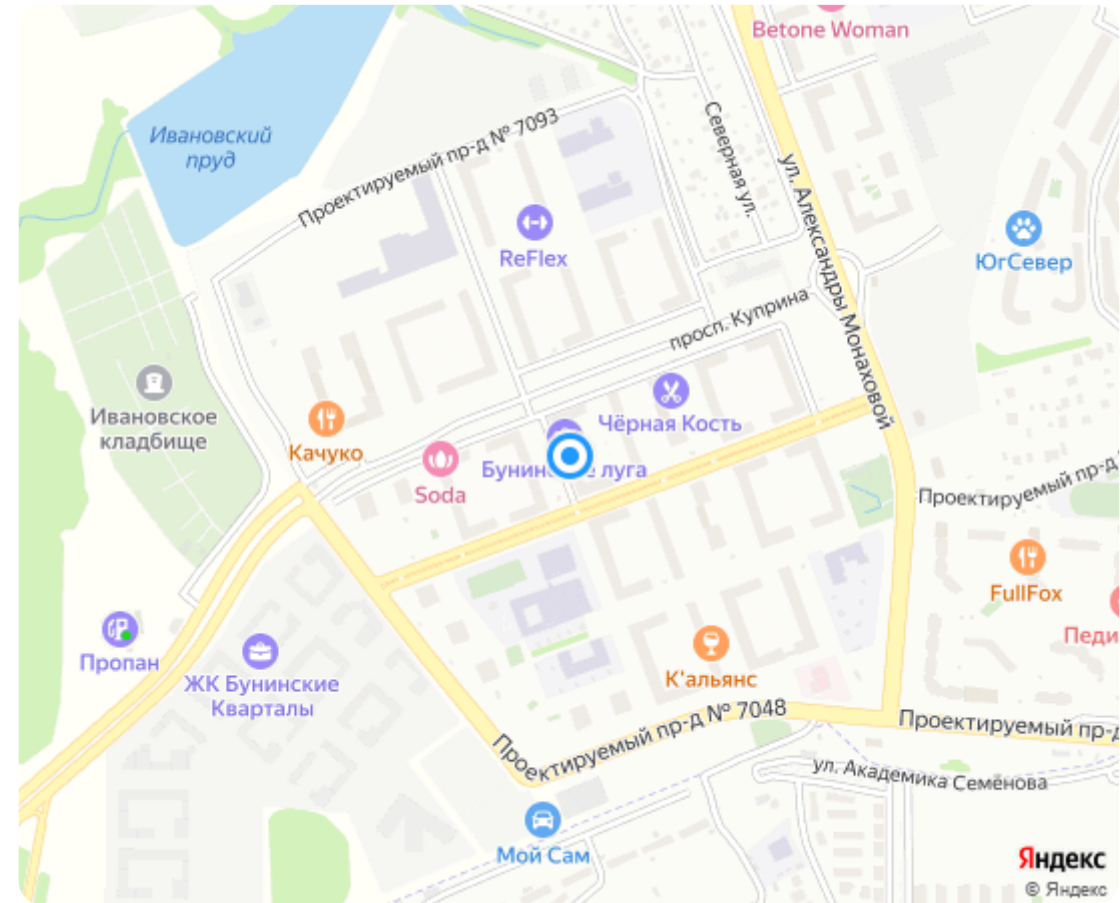 Betone Woman
Ивановский
пруд
Проектируемый пр-д № 7093
Северная ул.
ул. Александры Монаховой
ReFlex
ЮгСевер
просп. Куприна
Ивановское
кладбище
Качуко
Чёрная Кость
Soda
луга
Проектируемый пр-д
FullFox
Пропан
ЖК Бунинские
Кварталы
К'альянс
Проектируемый пр-д № 7048
Проектируемый пр-д
ул. Академика Семёнова
Мой Сам
Яндекс
© Яндекс